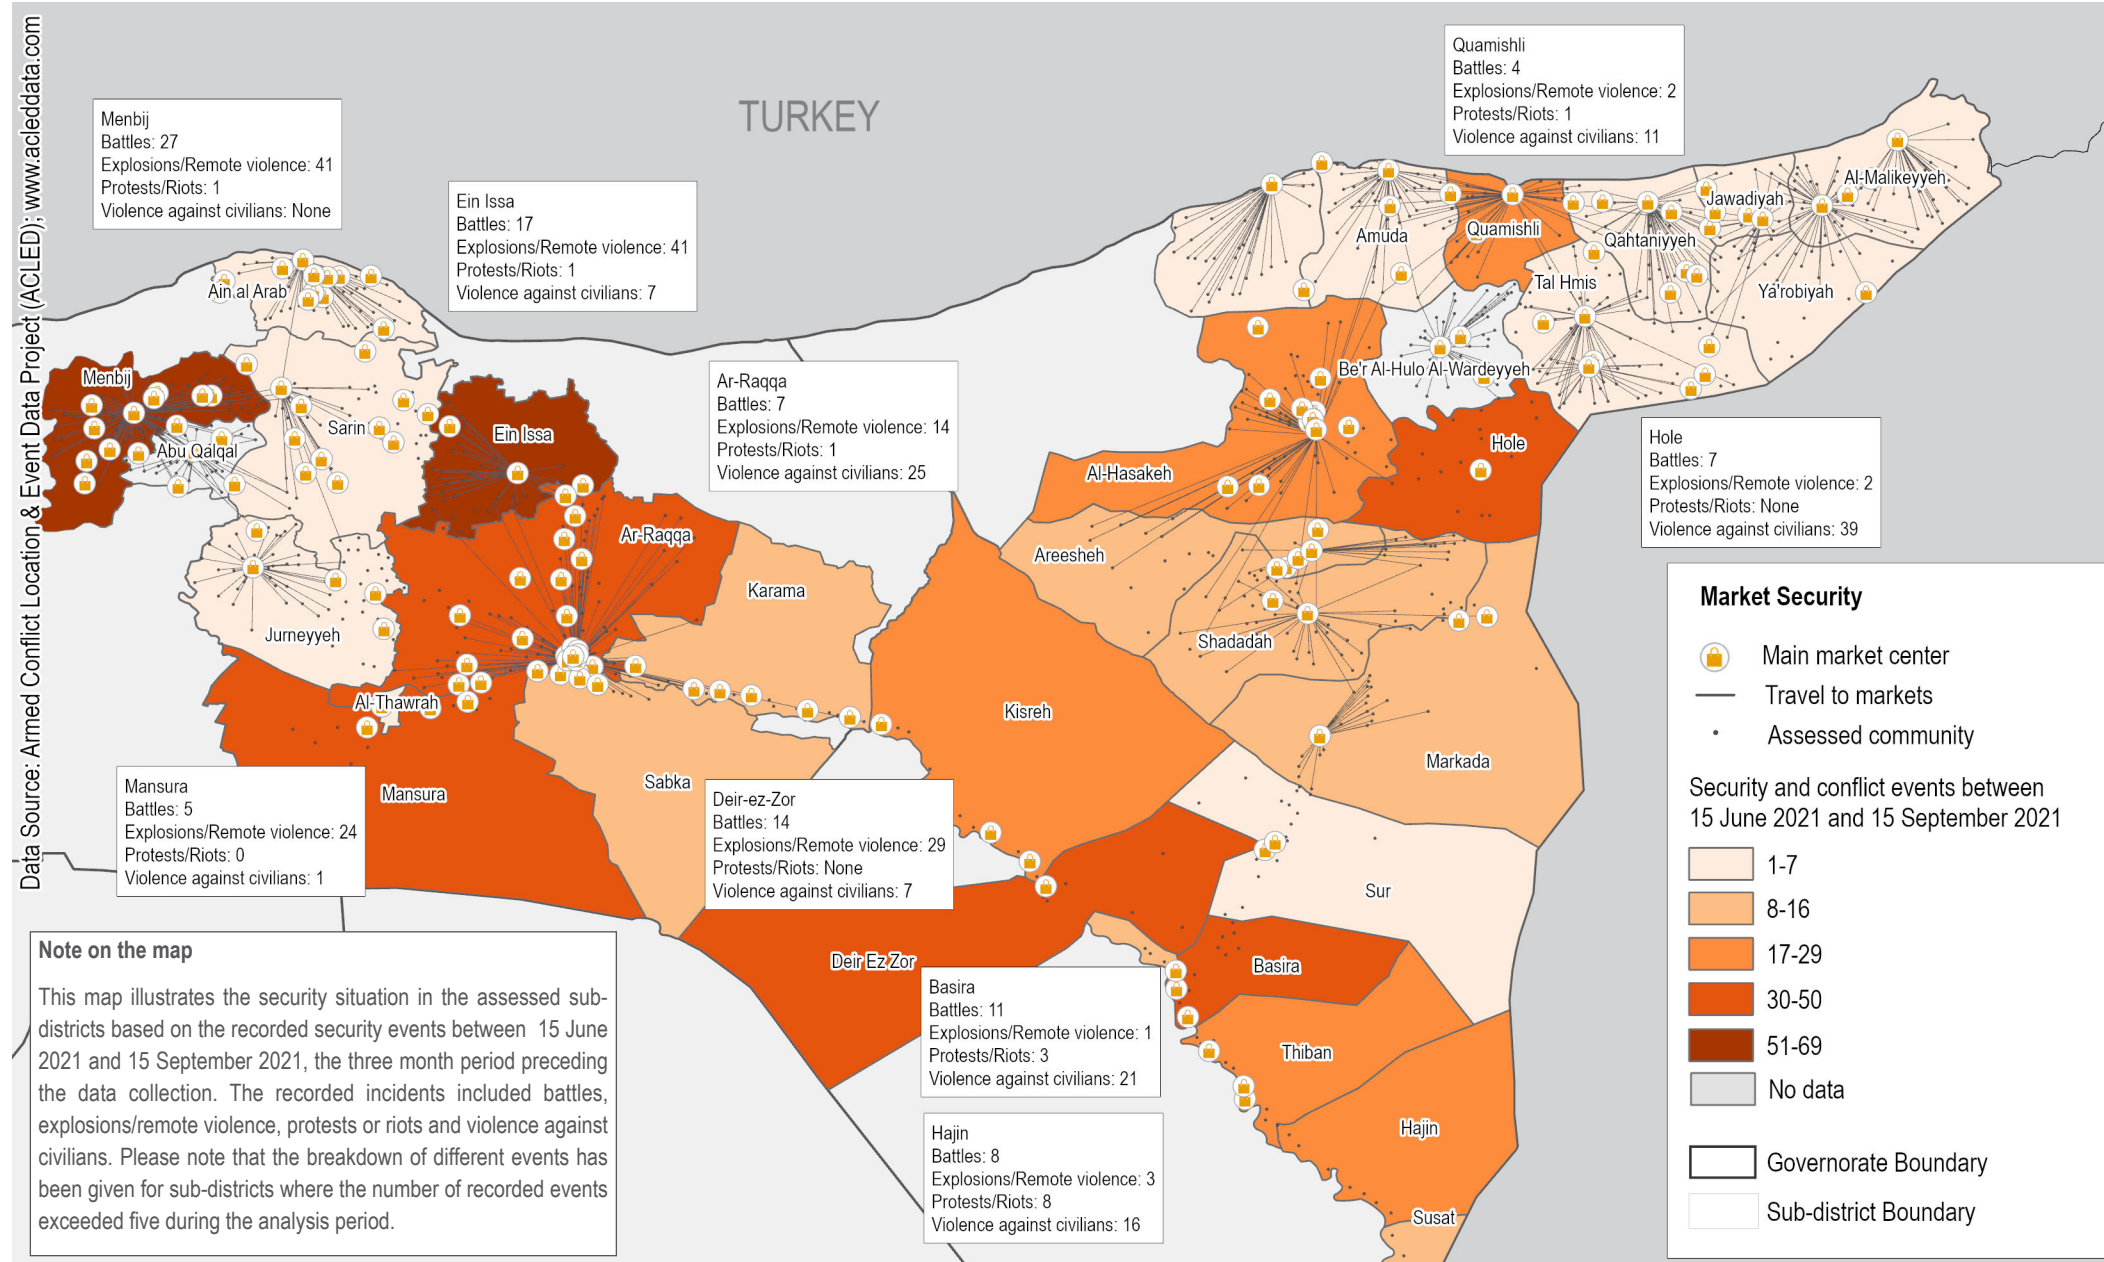 Data Source: Armed Conflict Location & Event Data Project (ACLED); www.acleddata.com
TURKEY
Menbij
Battles: 27
Explosions/Remote violence: 41
Protests/Riots: 1
Violence against civilians: None
Ein Issa
Battles: 17
Explosions/Remote violence: 41
Protests/Riots: 1
Violence against civilians: 7
Quamishli
Battles: 4
Explosions/Remote violence: 2
Protests/Riots: 1
Violence against civilians: 11
Ar-Raqqa
Battles: 7
Explosions/Remote violence: 14
Protests/Riots: 1
Violence against civilians: 25
Hole
Battles: 7
Explosions/Remote violence: 2
Protests/Riots: None
Violence against civilians: 39
Mansura
Battles: 5
Explosions/Remote violence: 24
Protests/Riots: 0
Violence against civilians: 1
Deir-ez-Zor
Battles: 14
Explosions/Remote violence: 29
Protests/Riots: None
Violence against civilians: 7
Basira
Battles: 11
Explosions/Remote violence: 1
Protests/Riots: 3
Violence against civilians: 21
Hajin
Battles: 8
Explosions/Remote violence: 3
Protests/Riots: 8
Violence against civilians: 16
Al-Malikeyyeh
Jawadiyah
Quamishli
Amuda
Qahtaniyyeh
Tal Hmis
Ya'robiyah
Ain al Arab
Be'r Al-Hulo Al-Wardeyyeh
Menbij
Sarin
Ein Issa
Abu Qalqal
Hole
Al-Hasakeh
Ar-Raqqa
Areesheh
Karama
Jurneyyeh
Shadadah
Al-Thawrah
Kisreh
Markada
Sabka
Mansura
Sur
Deir Ez Zor
Basira
Thiban
Hajin
Susat
Note on the map
This map illustrates the security situation in the assessed sub-
districts based on the recorded security events between 15 June
2021 and 15 September 2021, the three month period preceding
the data collection. The recorded incidents included battles,
explosions/remote violence, protests or riots and violence against
civilians. Please note that the breakdown of different events has
been given for sub-districts where the number of recorded events
exceeded five during the analysis period.
Market Security
Main market center
Travel to markets
Assessed community
Security and conflict events between
15 June 2021 and 15 September 2021
1-7
8-16
17-29
30-50
51-69
No data
Governorate Boundary
Sub-district Boundary